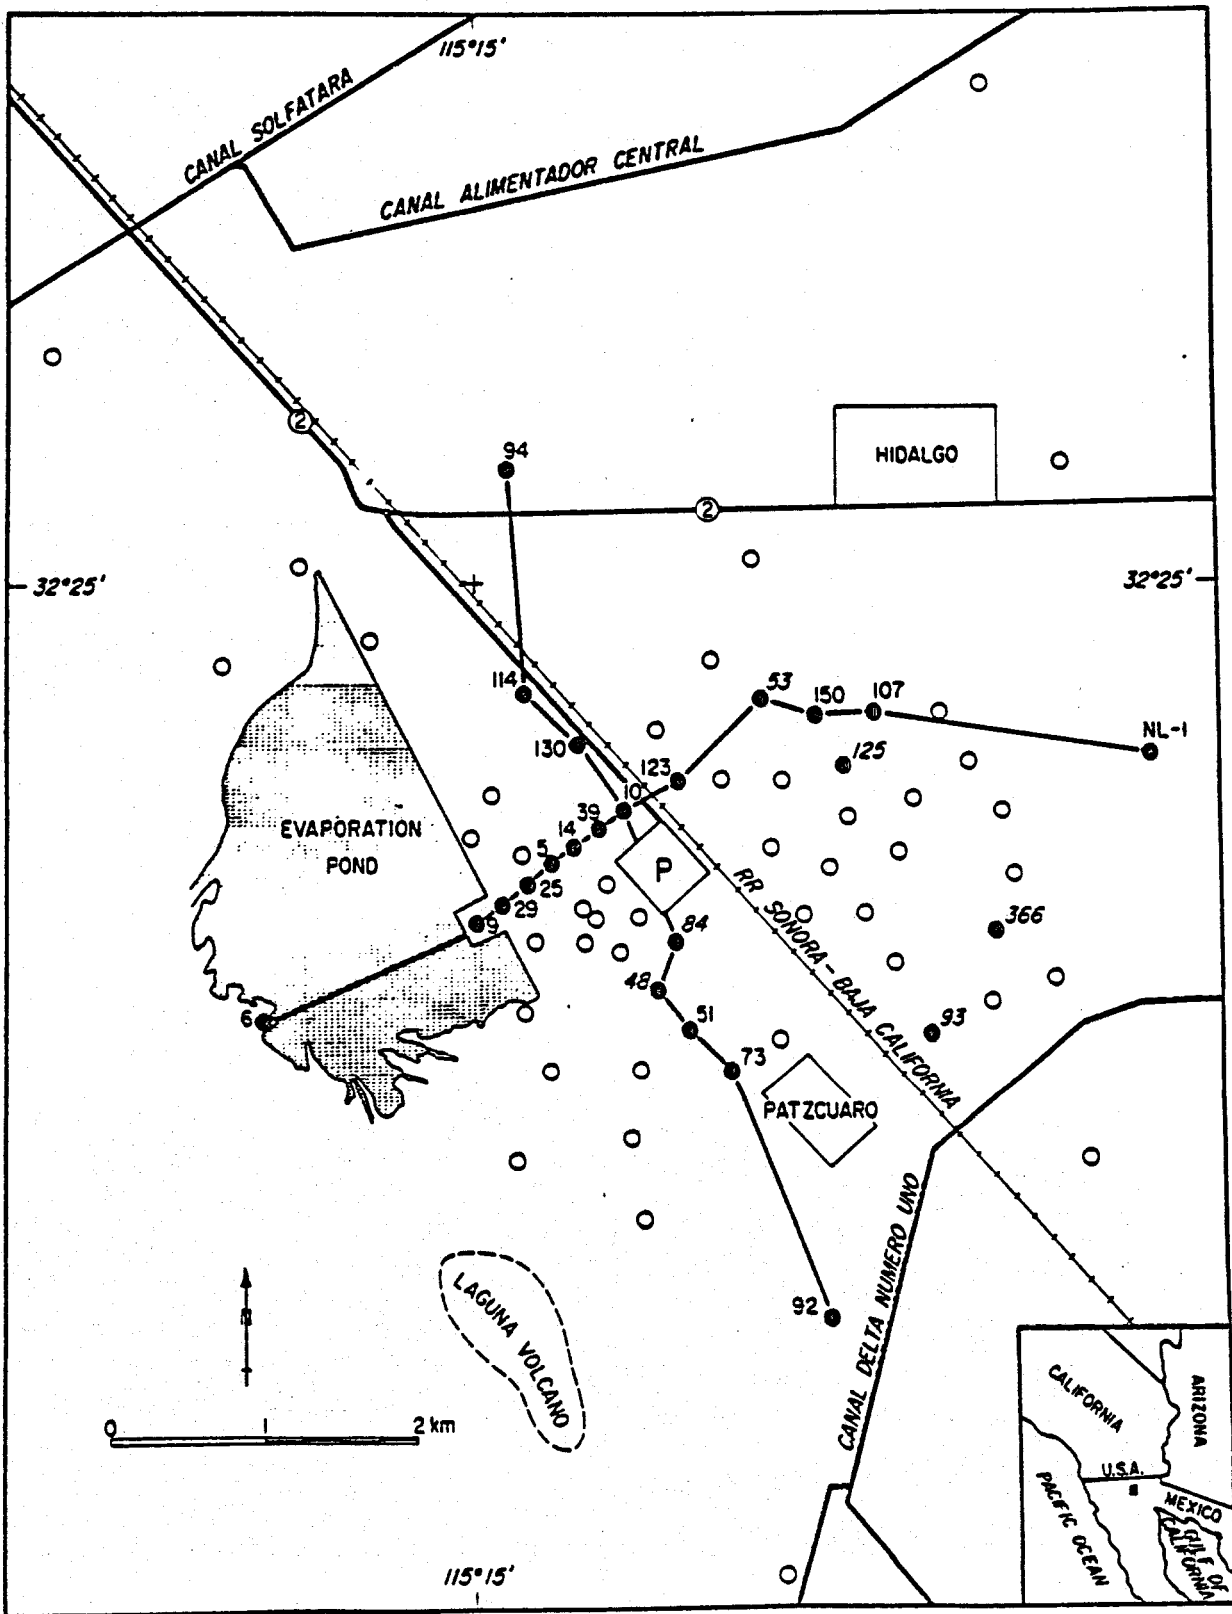 115°15'
CANAL SOLFATARA
CANAL ALIMENTADOR CENTRAL
2
94
HIDALGO
2
32°25'
32°25'
114
53
150
107
NL-1
130
123
125
10
39
14
5
EVAPORATION
POND
P
25
29
9
RR SONORA-BAJA CALIFORNIA
366
84
48
6
51
93
73
PATZCUARO
CANAL DELTA NUMERO UNO
LAGUNA VOLCANO
92
N
0
1
2 km
CALIFORNIA
ARIZONA
U.S.A.
MEXICO
PACIFIC OCEAN
GULF OF
CALIFORNIA
115°15'